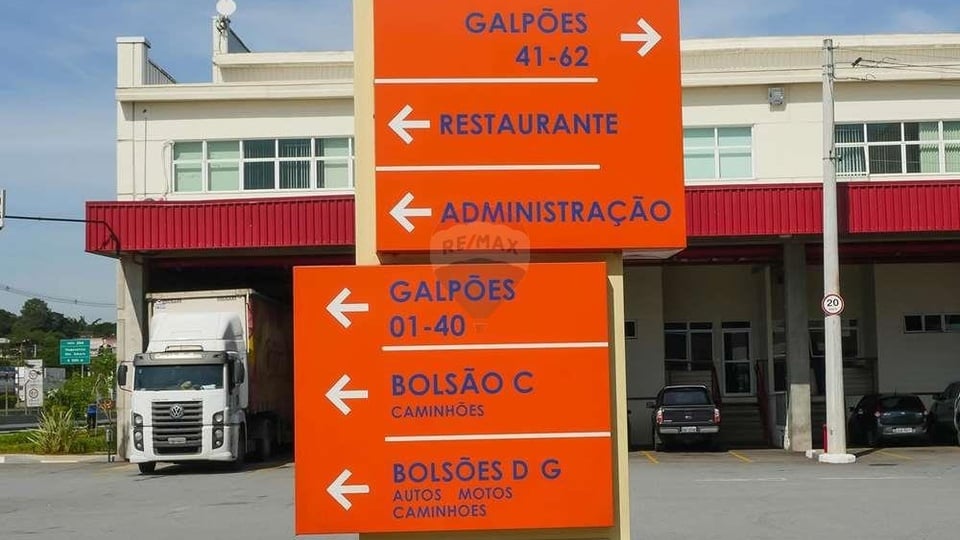 GALPÕES
41-62
RESTAURANTE
ADMINISTRAÇÃO
RE/MAX
GALPÕES
01-40
BOLSÃO C
CAMINHÕES
BOLSÕES D G
AUTOS MOTOS
CAMINHOES
20